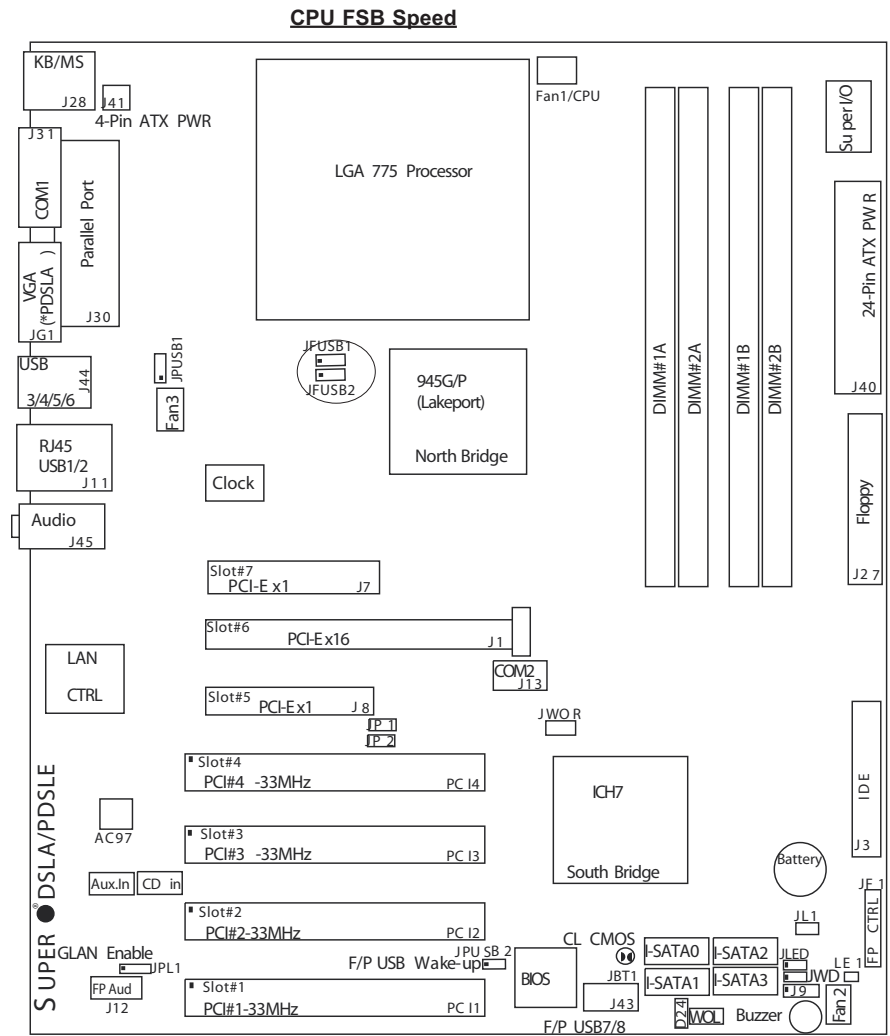 CPU FSB Speed
KB/MS
J28
J41
4-Pin ATX PWR
Fan1/CPU
Super I/O
J31
COM1
Parallel Port
J30
LGA 775 Processor
VGA
(*PDSLA )
JG1
24-Pin ATX PWR
J40
USB
3/4/5/6
J44
JPUSB1
Fan3
JFUSB1
JFUSB2
945G/P
(Lakeport)
North Bridge
DIMM#1A
DIMM#2A
DIMM#1B
DIMM#2B
RJ45
USB1/2
J11
Clock
Floppy
J27
Audio
J45
Slot#7
PCI-E x1
J7
Slot#6
PCI-Ex16
J1
COM2
J13
LAN
CTRL
Slot#5
PCI-Ex1
J8
JP1
JP2
JWOR
Slot#4
PCI#4 -33MHz
PCI4
ICH7
South Bridge
IDE
J3
AC97
Slot#3
PCI#3 -33MHz
PCI3
Battery
Aux.In
CD in
Slot#2
PCI#2-33MHz
PCI2
JL1
JF1
FP CTRL
SUPER ® DSLA/PDSLE
GLAN Enable
JPL1
FP Aud
J12
JPUSB2
F/P USB Wake-up
CL CMOS
JBT1
BIOS
I-SATA0
I-SATA2
I-SATA1
I-SATA3
JLED
JWD
J9
LE1
Fan2
Slot#1
PCI#1-33MHz
PCI1
J43
F/P USB7/8
D24
WOL
Buzzer